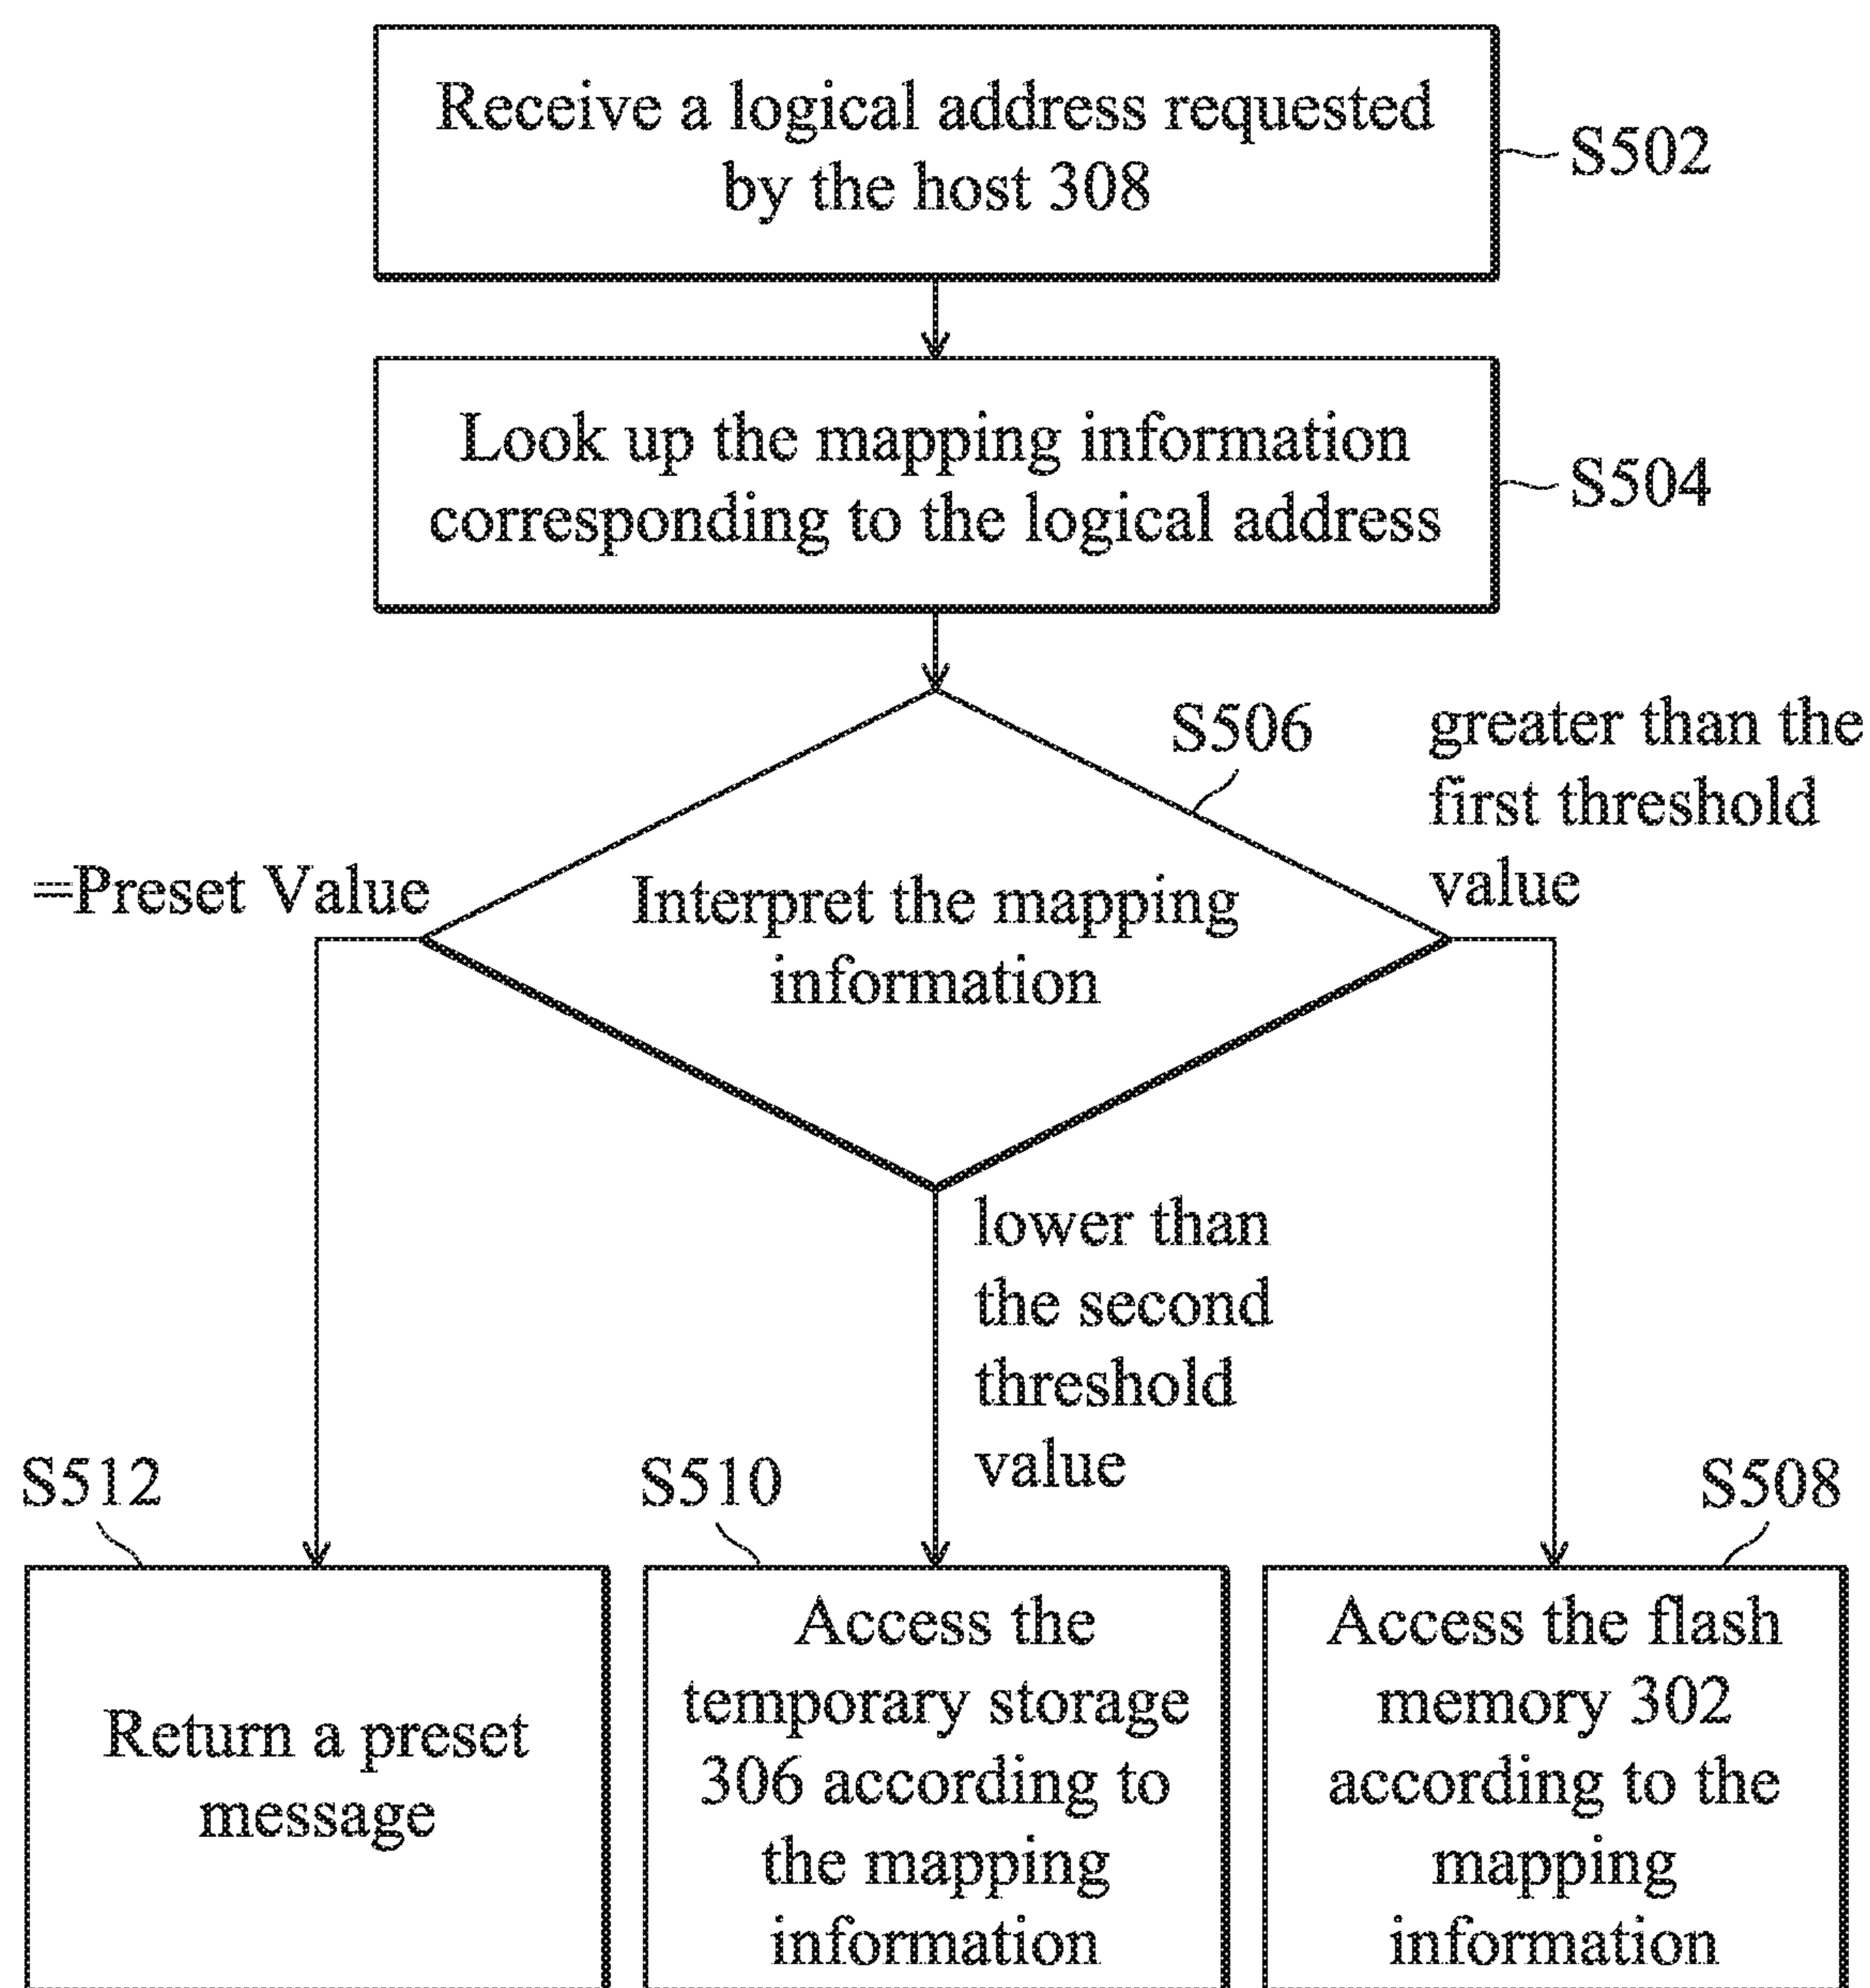 Receive a logical address requested
by the host 308
S502
Look up the mapping information
corresponding to the logical address
S504
S506
greater than the
first threshold
value
=Preset Value
Interpret the mapping
information
lower than
the second
threshold
value
S512
S510
S508
Return a preset
message
Access the
temporary storage
306 according to
the mapping
information
Access the flash
memory 302
according to the
mapping
information